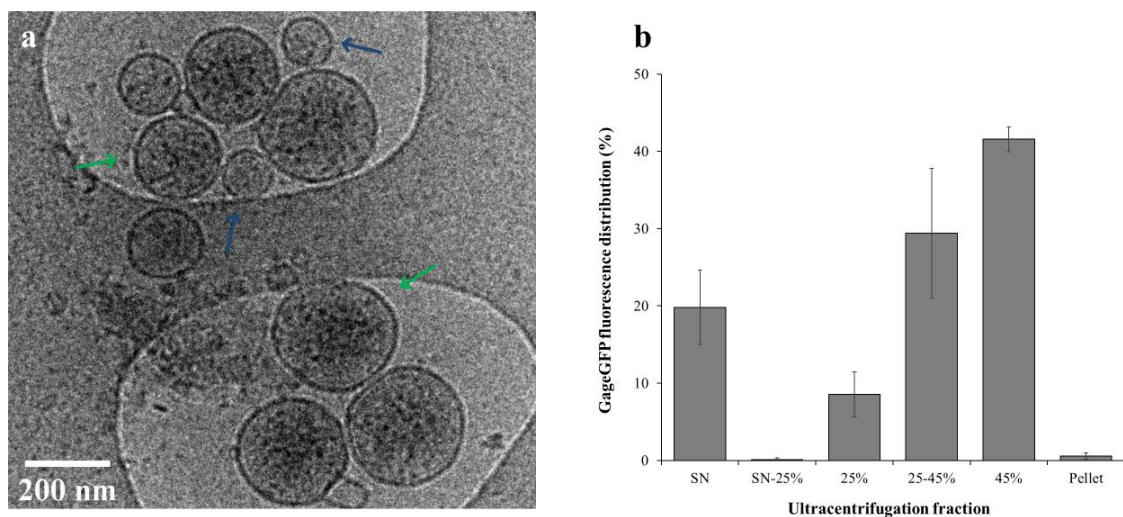 a
200 nm
b
GageGFP fluorescence distribution (%)
50
40
30
20
10
0
SN
SN-25%
25%
25-45%
45%
Pellet
Ultracentrifugation fraction